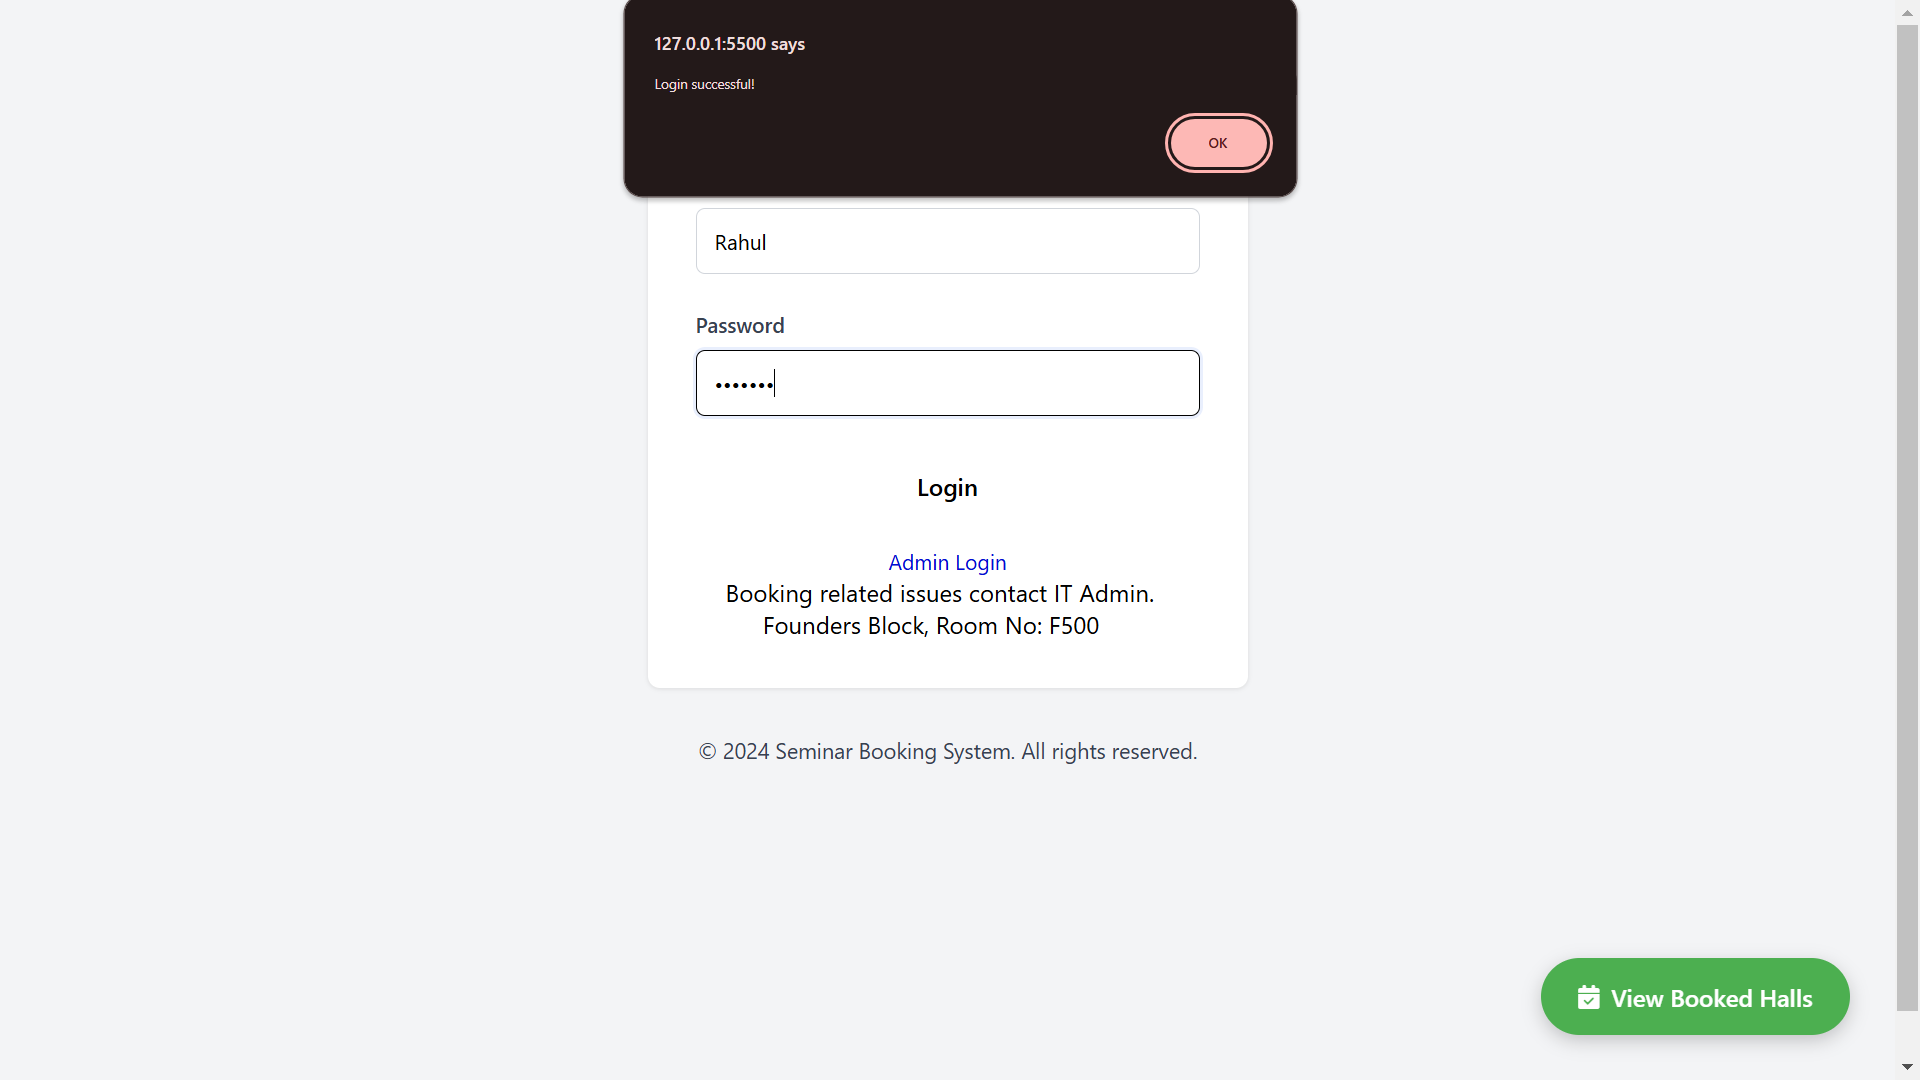 127.0.0.1:5500 says
Login successful!
OK
Rahul
Password
•••••••
Login
Admin Login
Booking related issues contact IT Admin.
Founders Block, Room No: F500
© 2024 Seminar Booking System. All rights reserved.
View Booked Halls